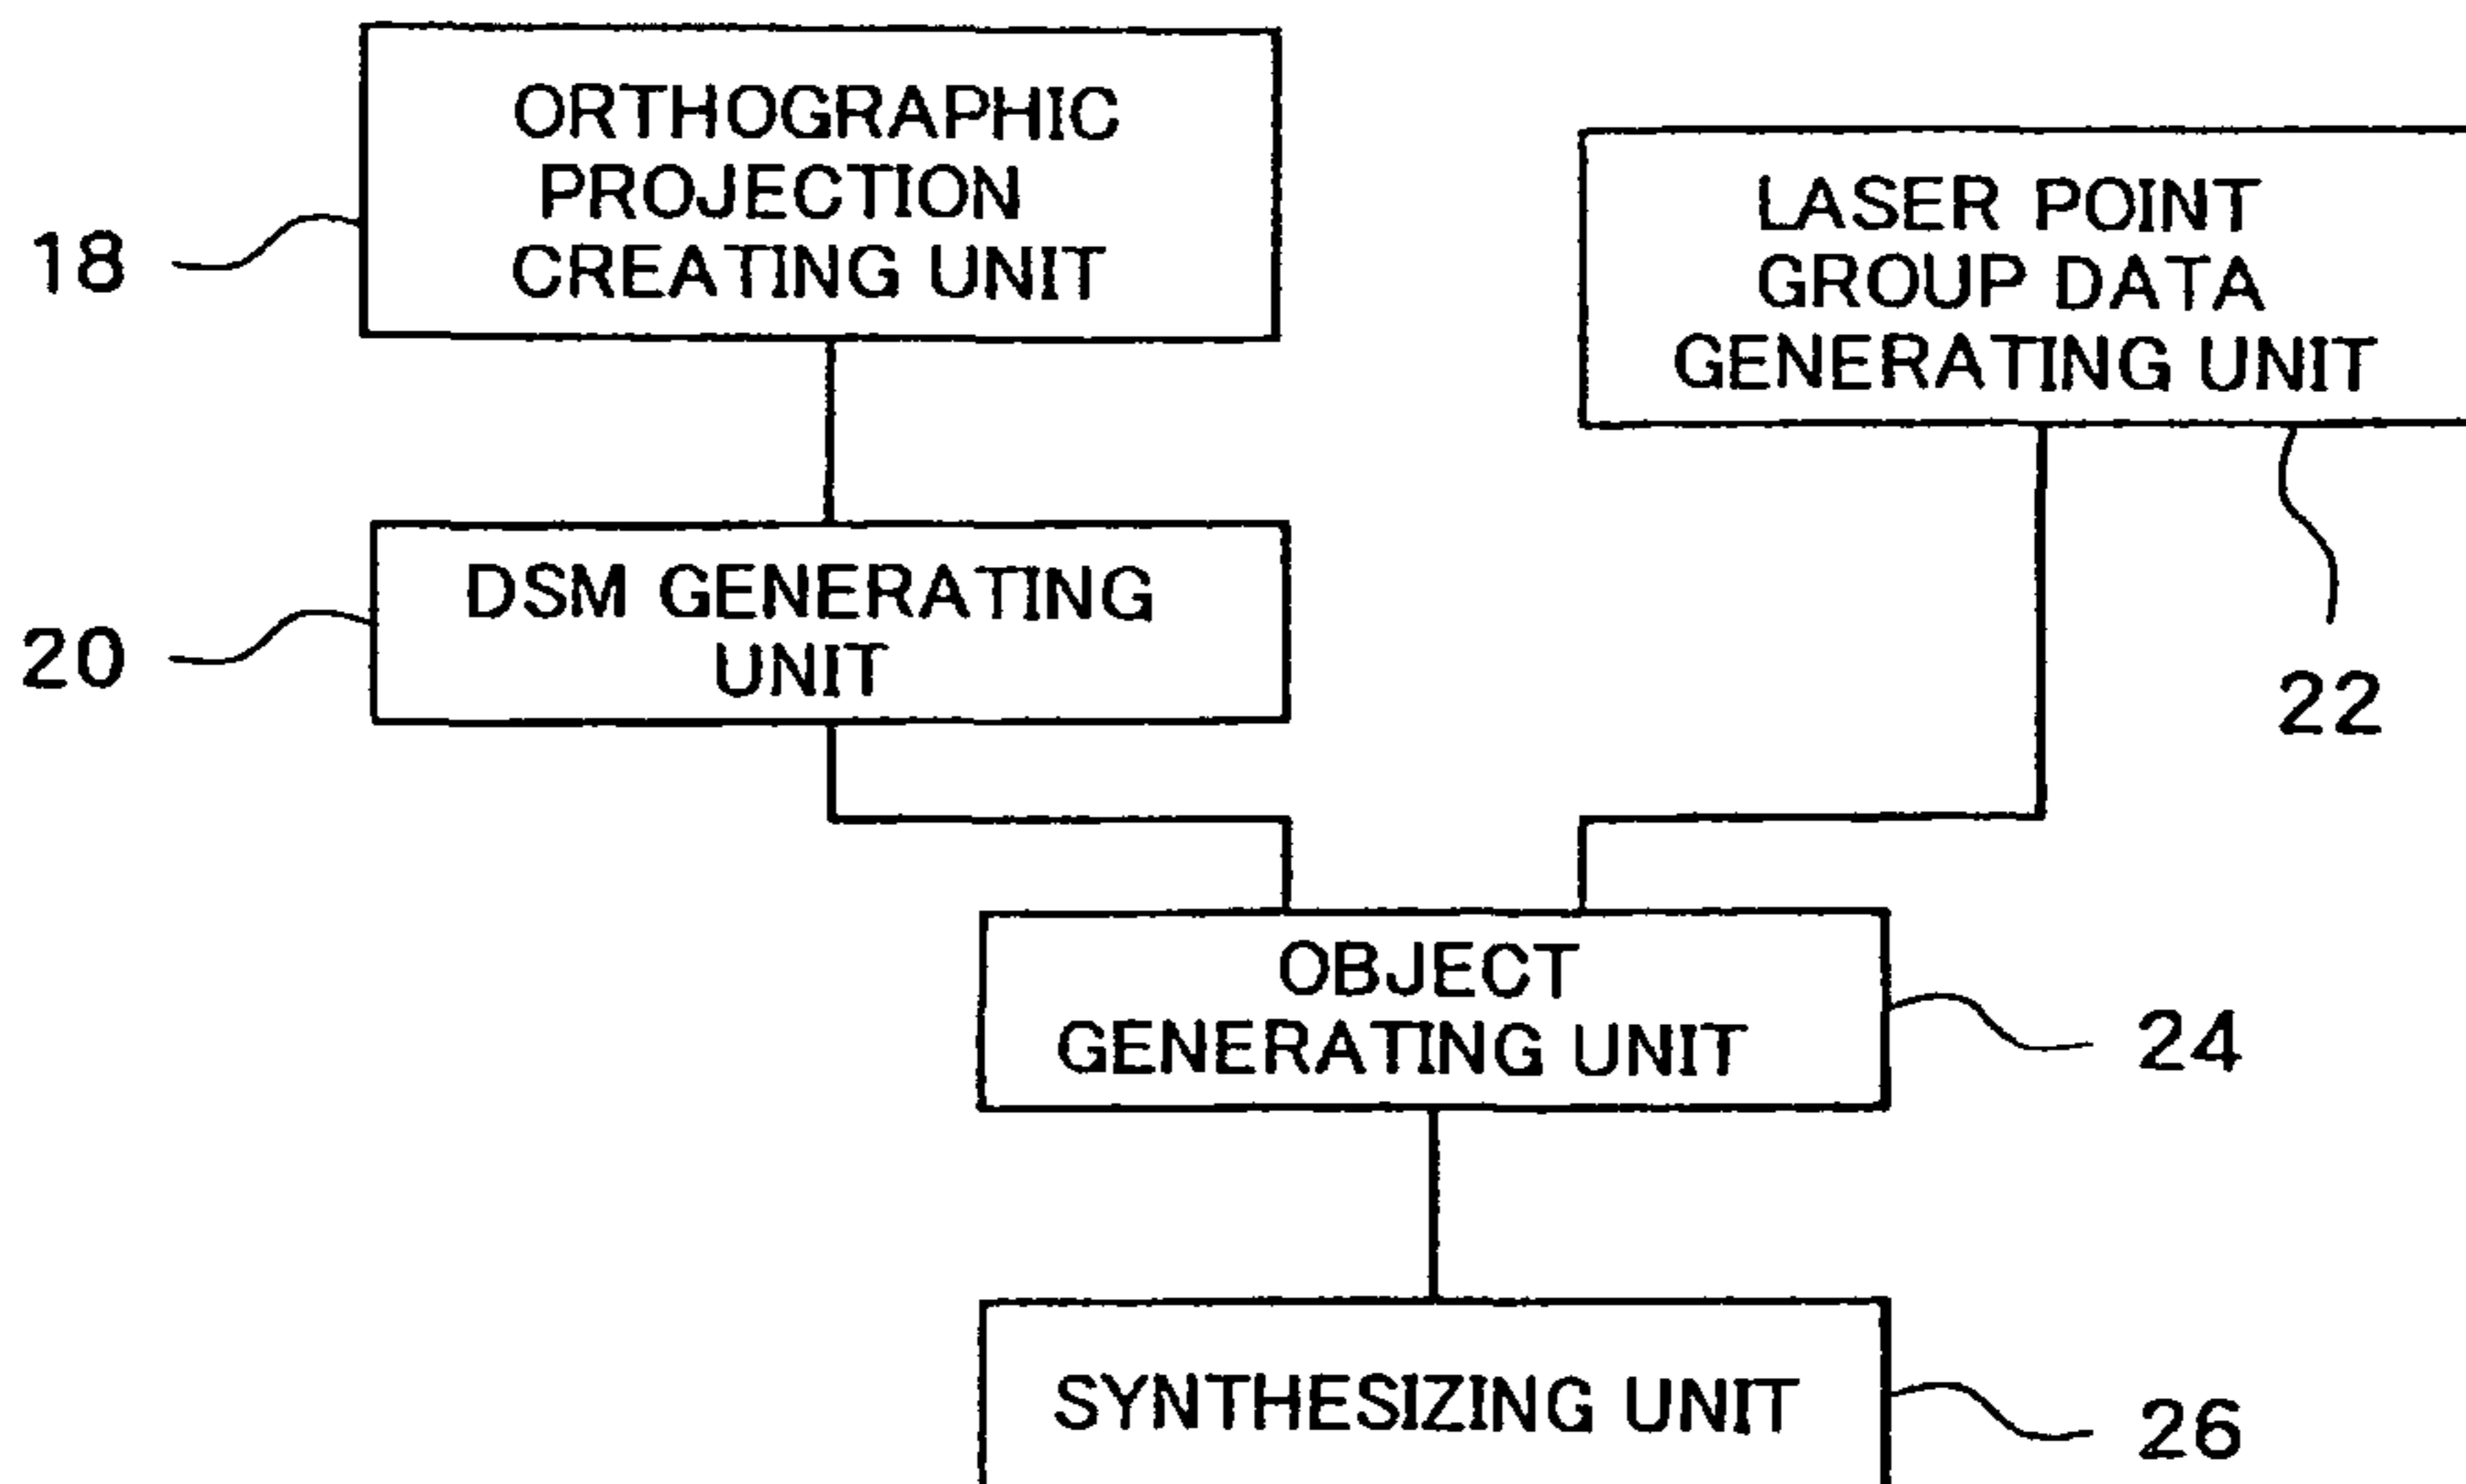 ORTHOGRAPHIC
PROJECTION
CREATING UNIT
18
LASER POINT
GROUP DATA
GENERATING UNIT
22
DSM GENERATING
UNIT
20
OBJECT
GENERATING UNIT
24
SYNTHESIZING UNIT
26